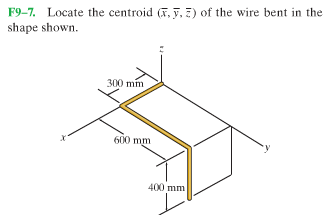 F9–7. Locate the centroid (x̄, ȳ, z̄) of the wire bent in the
shape shown.
z
300 mm
x
600 mm
y
400 mm